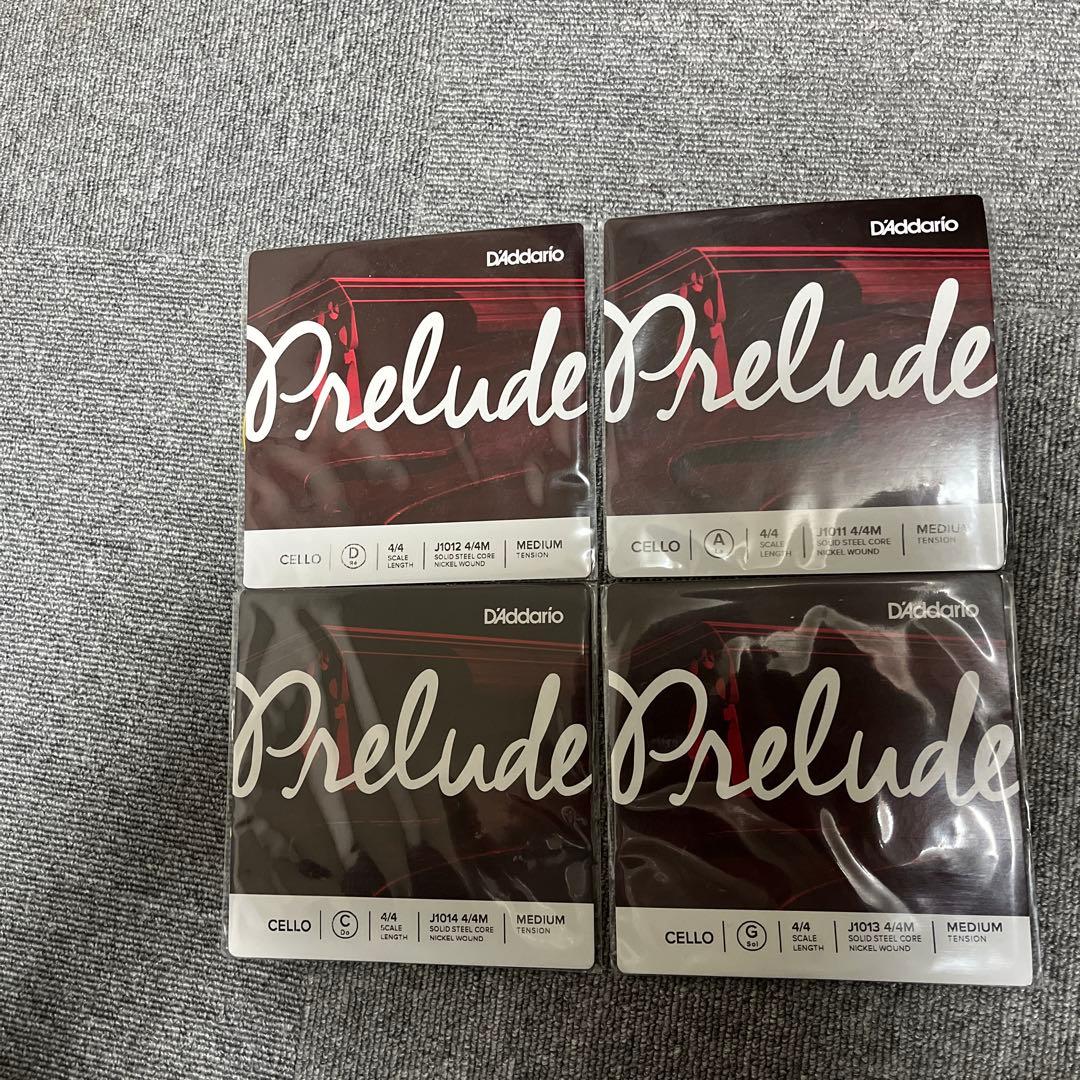 D'Addario
Prelude
CELLO
D
Ré
4/4
SCALE
LENGTH
J1012 4/4M
SOLID STEEL CORE
NICKEL WOUND
MEDIUM
TENSION
D'Addario
Prelude
CELLO
A
La
4/4
SCALE
LENGTH
J1011 4/4M
SOLID STEEL CORE
NICKEL WOUND
MEDIUM
TENSION
D'Addario
Prelude
CELLO
C
Do
4/4
SCALE
LENGTH
J1014 4/4M
SOLID STEEL CORE
NICKEL WOUND
MEDIUM
TENSION
D'Addario
Prelude
CELLO
G
Sol
4/4
SCALE
LENGTH
J1013 4/4M
SOLID STEEL CORE
NICKEL WOUND
MEDIUM
TENSION